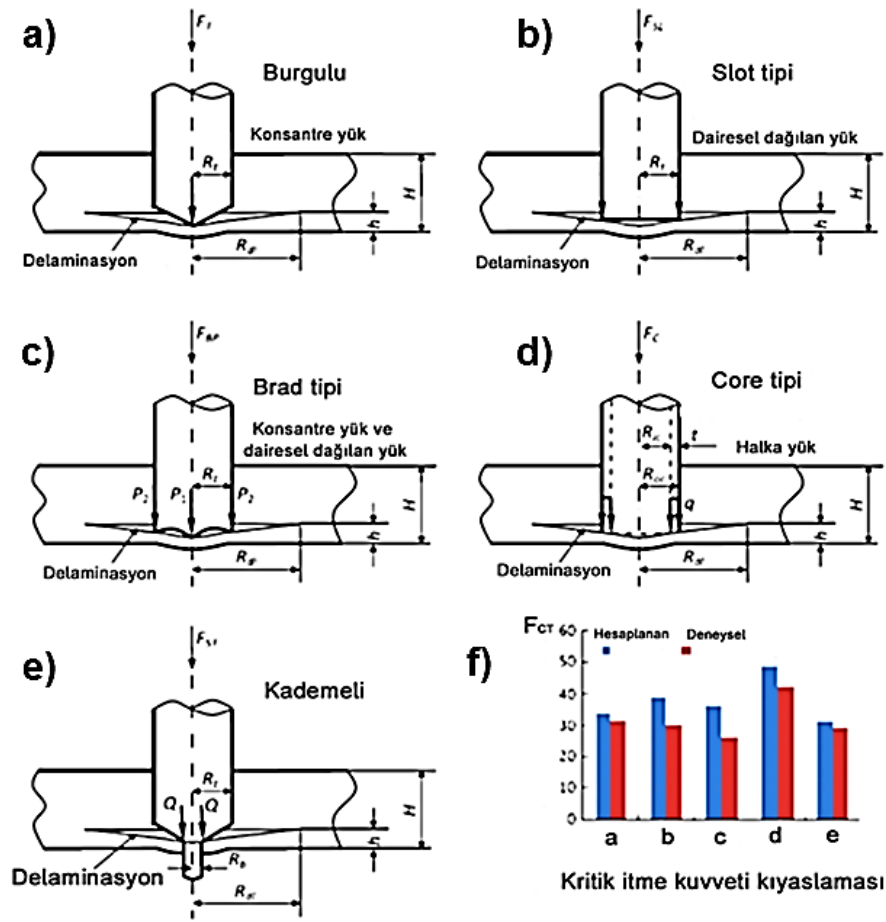 a)
F
Burgulu
Konsantre yük
R
H
h
Delaminasyon
R
b)
F
Slot tipi
Dairesel dağılan yük
R
H
h
Delaminasyon
R
c)
F
Brad tipi
Konsantre yük ve
dairesel dağılan yük
P₂ P₁ P₂
R
H
h
Delaminasyon
R
d)
F
Core tipi
R t
Halka yük
R
q
H
h
Delaminasyon
R
e)
F
Kademeli
R
Q Q
H
h
Delaminasyon
R
R
f)
FCT
Hesaplanan Deneysel
60
50
40
30
20
10
0
a b c d e
Kritik itme kuvveti kıyaslaması